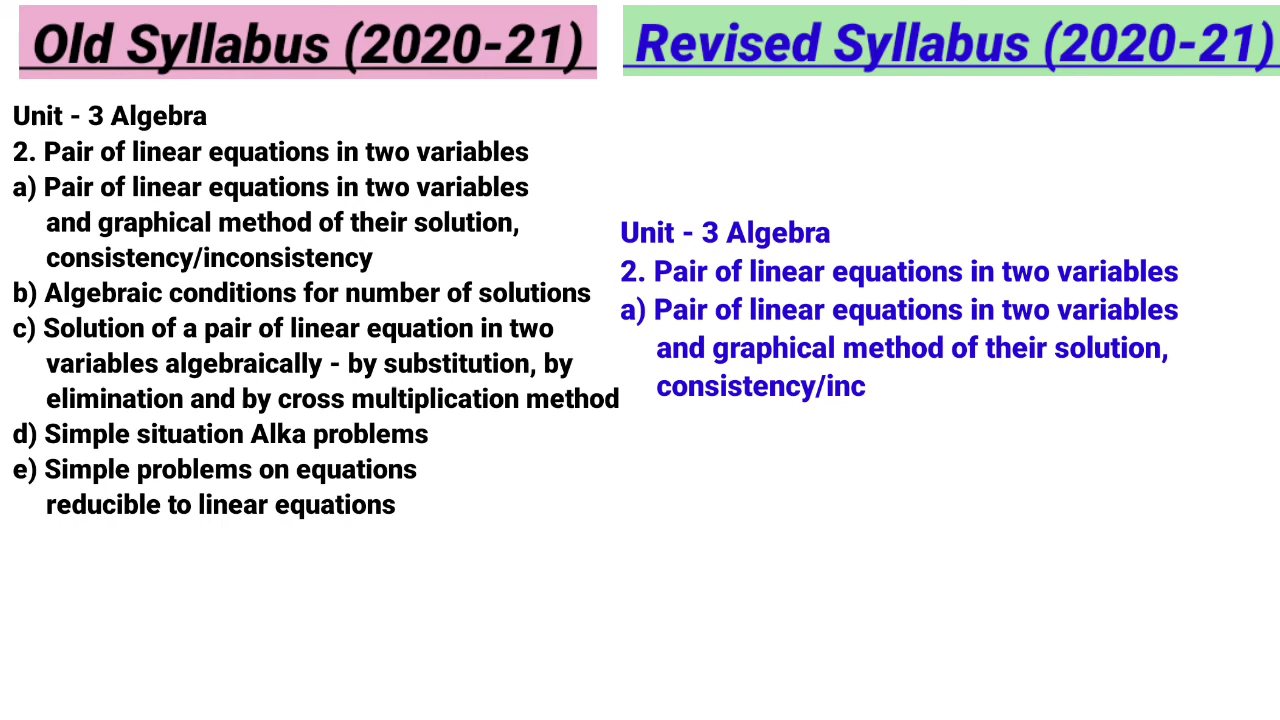 Old Syllabus (2020-21)
Revised Syllabus (2020-21)
Unit - 3 Algebra
2. Pair of linear equations in two variables
a) Pair of linear equations in two variables
and graphical method of their solution,
consistency/inconsistency
b) Algebraic conditions for number of solutions
c) Solution of a pair of linear equation in two
variables algebraically - by substitution, by
elimination and by cross multiplication method
d) Simple situation Alka problems
e) Simple problems on equations
reducible to linear equations
Unit - 3 Algebra
2. Pair of linear equations in two variables
a) Pair of linear equations in two variables
and graphical method of their solution,
consistency/inc